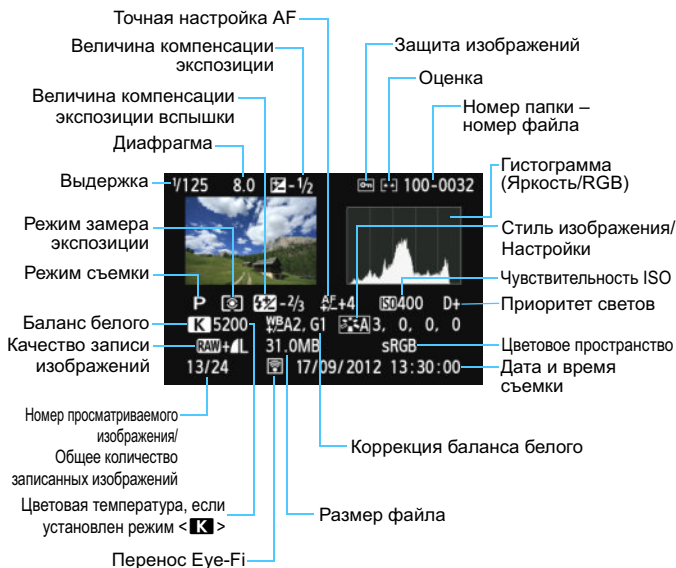 Точная настройка AF
Величина компенсации
экспозиции
Величина компенсации
экспозиции вспышки
Диафрагма
Выдержка
Режим замера
экспозиции
Режим съемки
Баланс белого
Качество записи
изображений
Номер просматриваемого
изображения/
Общее количество
записанных изображений
Цветовая температура, если
установлен режим < K >
Перенос Eye-Fi
Защита изображений
Оценка
Номер папки –
номер файла
Гистограмма
(Яркость/RGB)
Стиль изображения/
Настройки
Чувствительность ISO
Приоритет светов
Цветовое пространство
Дата и время
съемки
Коррекция баланса белого
Размер файла
1/125 8.0 -1/2 100-0032
P -2/3 AF+4 ISO400 D+
K 5200 WB A2, G1 A 3, 0, 0, 0
RAW+L 31.0MB sRGB
13/24 17/09/2012 13:30:00